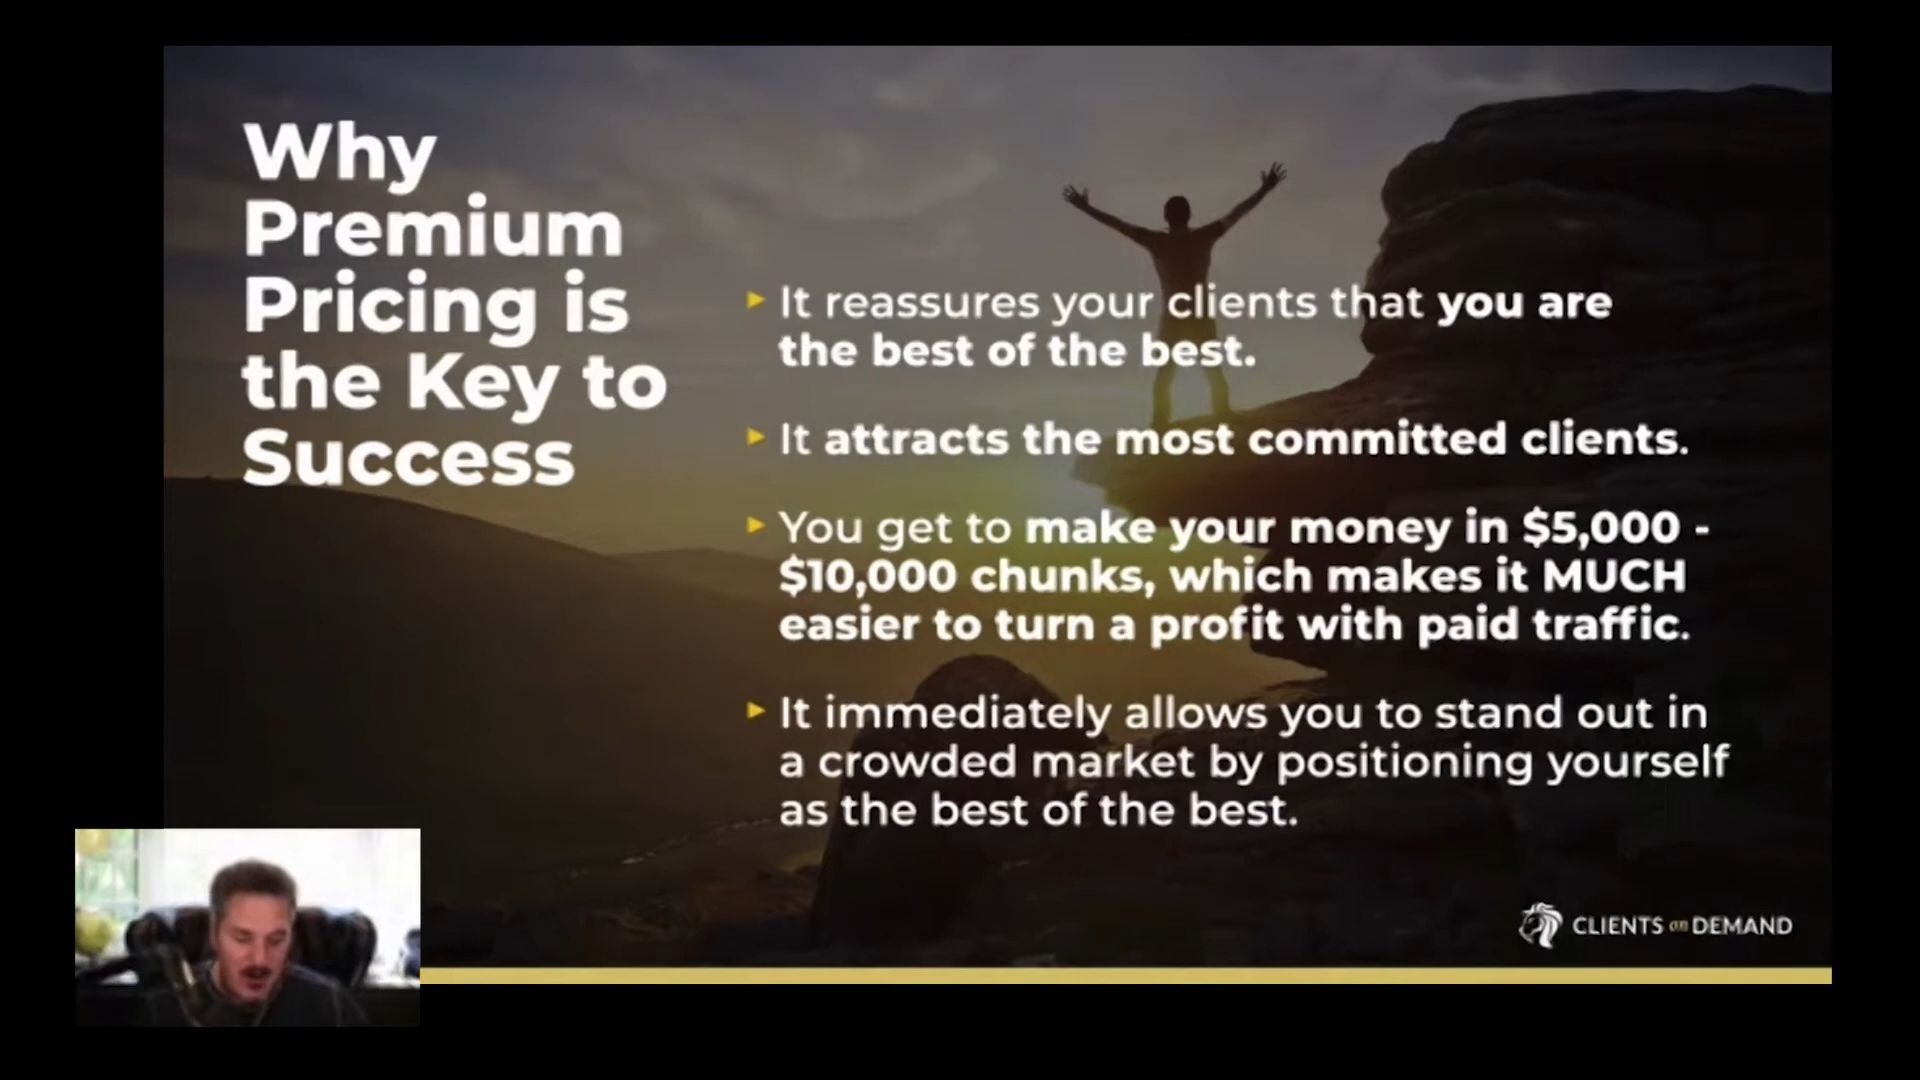 Why
Premium
Pricing is
the Key to
Success
It reassures your clients that you are
the best of the best.
It attracts the most committed clients.
You get to make your money in $5,000 -
$10,000 chunks, which makes it MUCH
easier to turn a profit with paid traffic.
It immediately allows you to stand out in
a crowded market by positioning yourself
as the best of the best.
CLIENTS on DEMAND